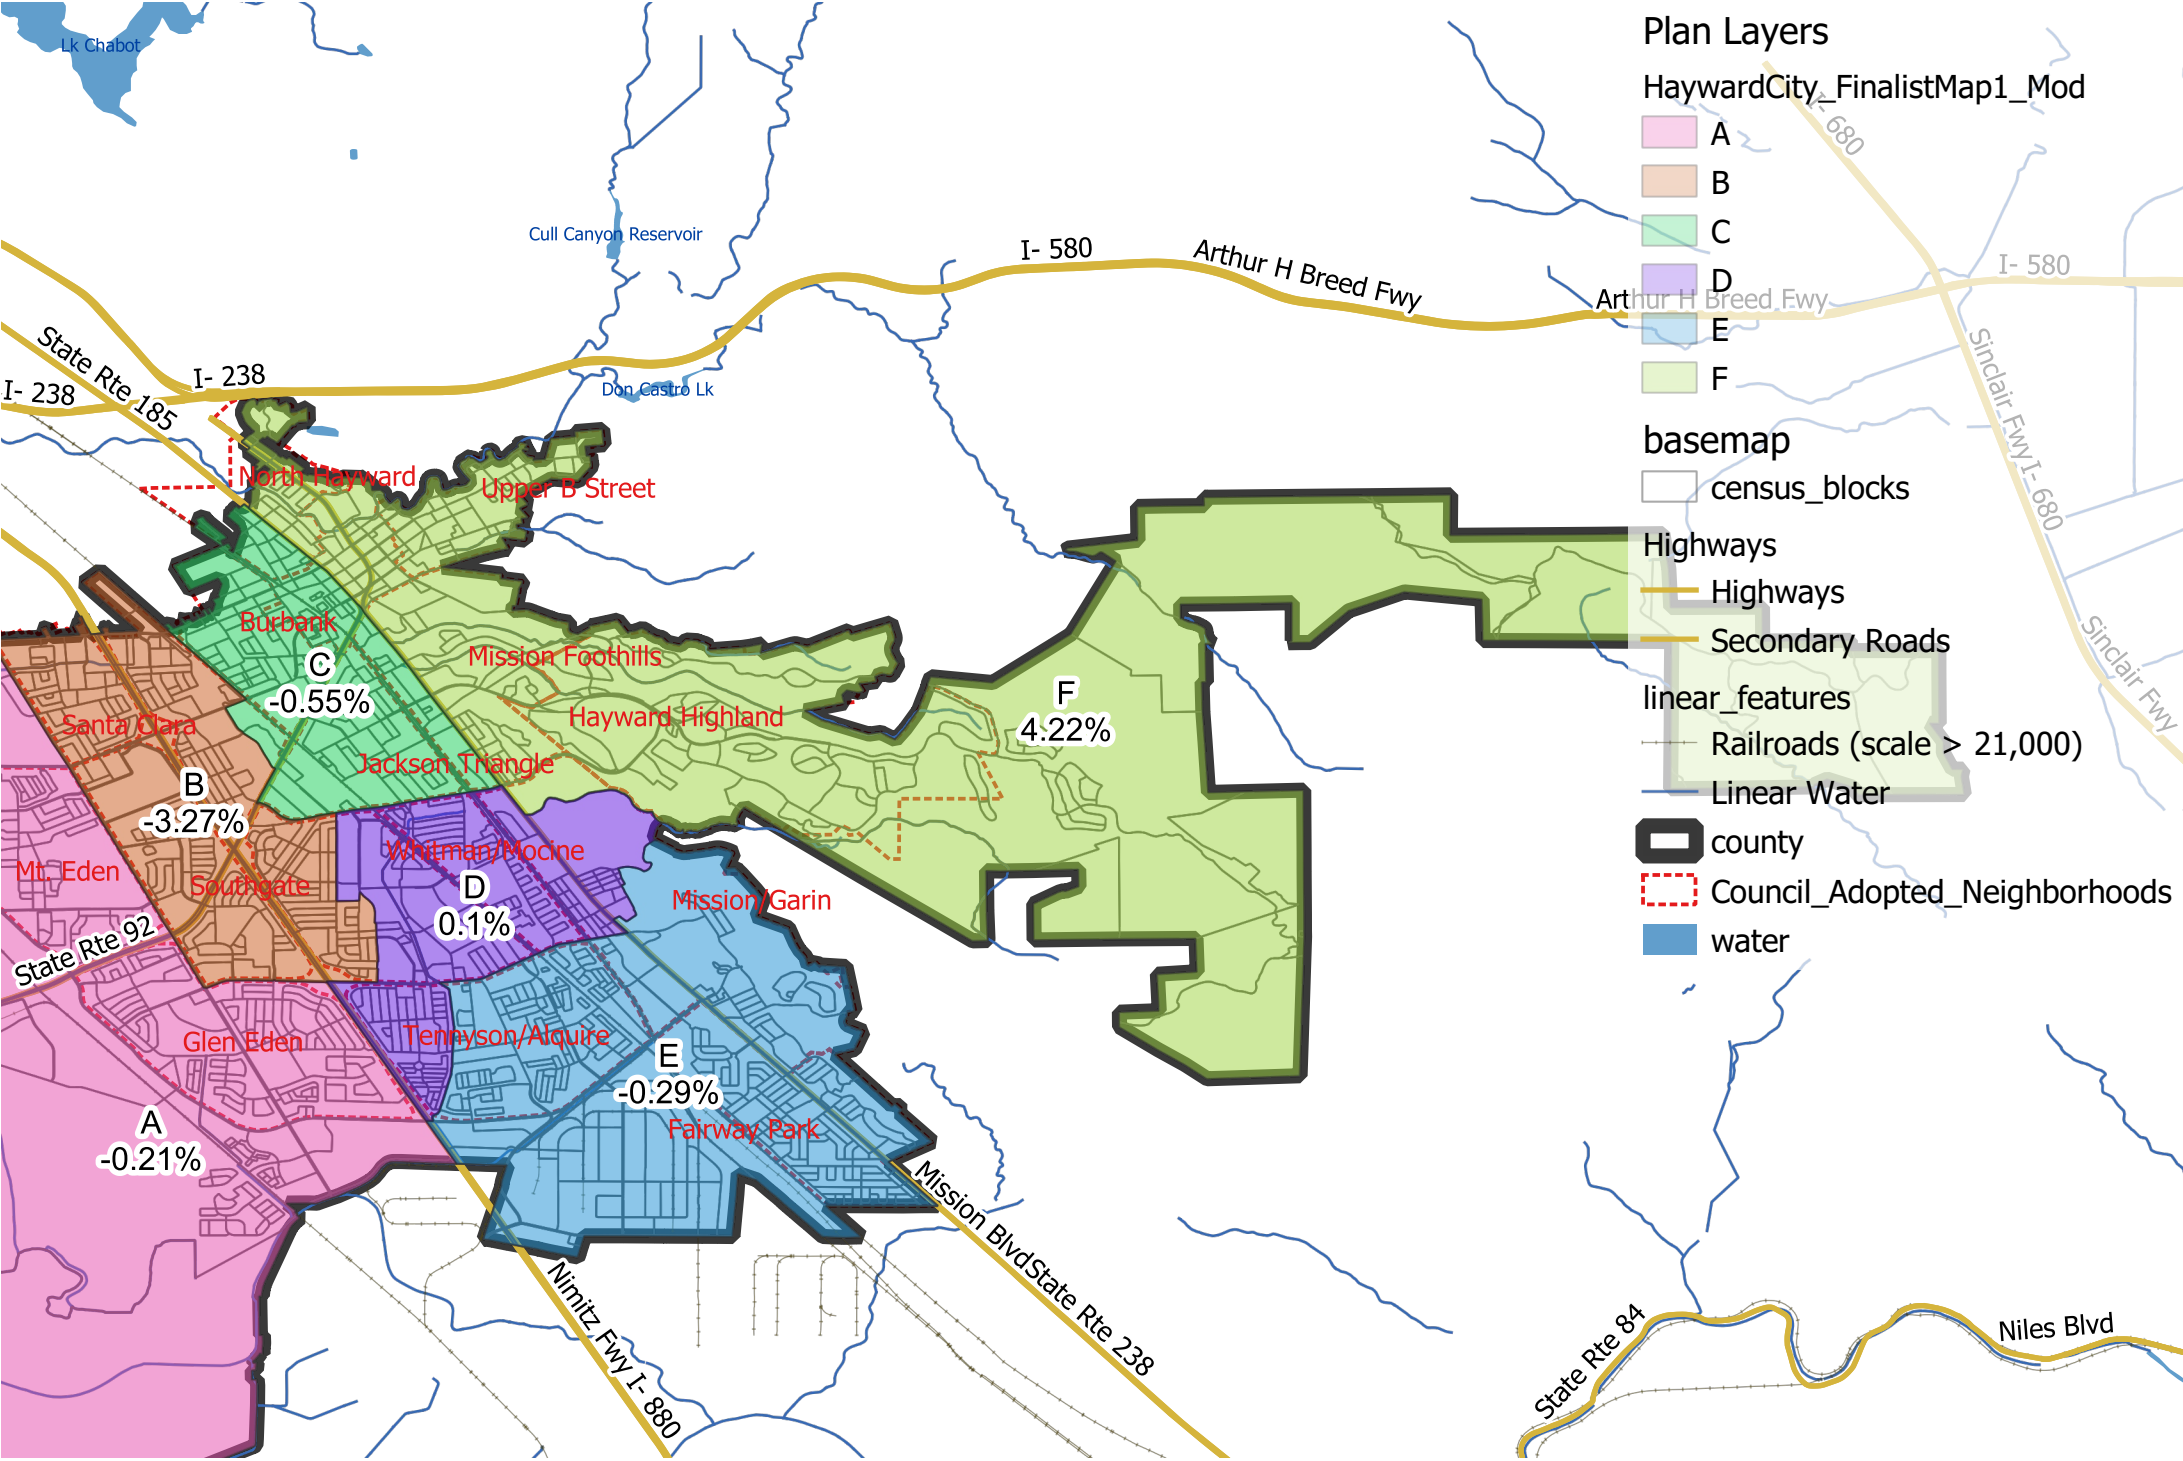 Lk Chabot
Plan Layers
HaywardCity_FinalistMap1_Mod
A
B
C
D
E
F
basemap
census_blocks
Highways
Highways
Secondary Roads
linear_features
Railroads (scale > 21,000)
Linear Water
county
Council_Adopted_Neighborhoods
water
I- 680
Cull Canyon Reservoir
I- 580
Arthur H Breed Fwy
Arthur H Breed Fwy
I- 580
Sinclair Fwy
I- 680
Sinclair Fwy
State Rte 185
I- 238
I- 238
Don Castro Lk
North Hayward
Upper B Street
Burbank
C
-0.55%
Mission Foothills
Hayward Highland
F
4.22%
Santa Clara
Jackson Triangle
B
-3.27%
Mt. Eden
Southgate
Whitman/Mocine
D
0.1%
Mission/Garin
State Rte 92
Glen Eden
Tennyson/Alquire
E
-0.29%
Fairway Park
A
-0.21%
Mission Blvd
State Rte 238
Nimitz Fwy
I- 880
State Rte 84
Niles Blvd